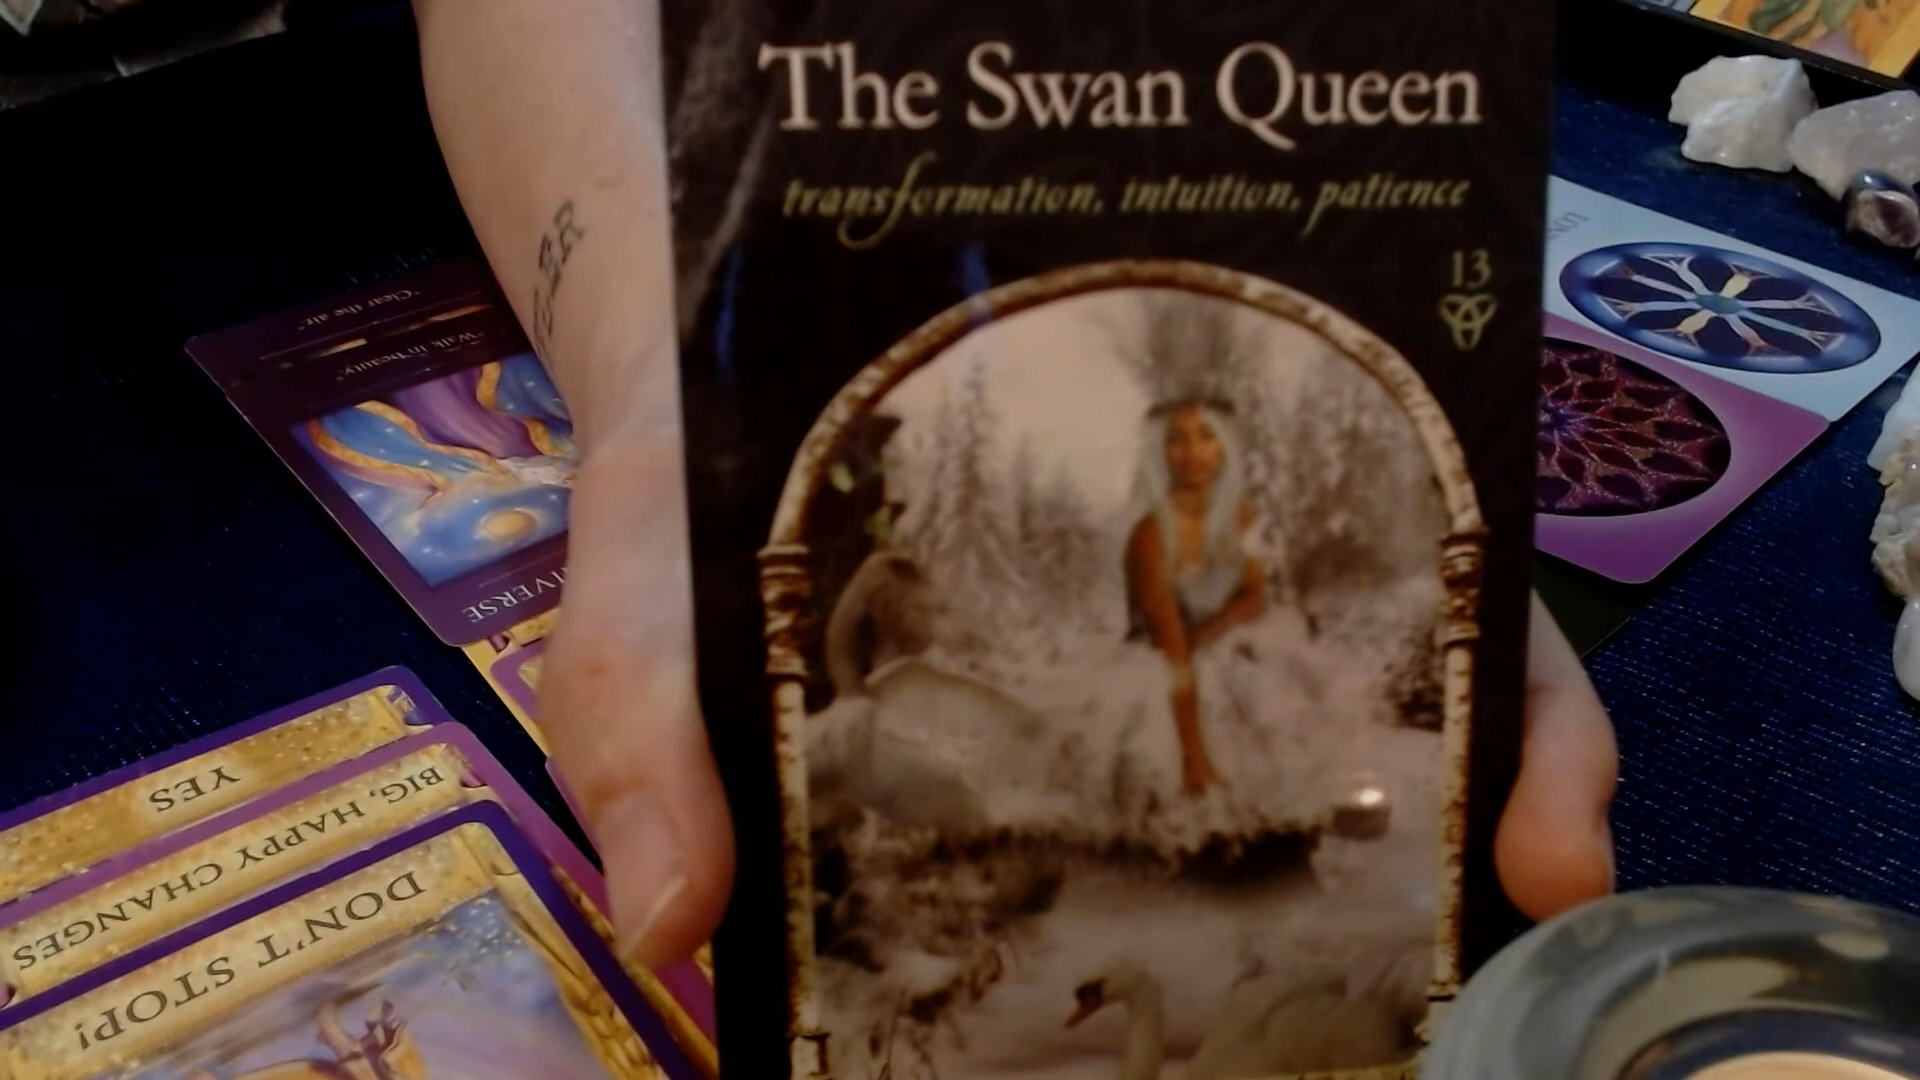 The Swan Queen
transformation, intuition, patience
13
"Clear the air"
"Walk in beauty."
YES
BIG, HAPPY CHANGES
DON'T STOP!